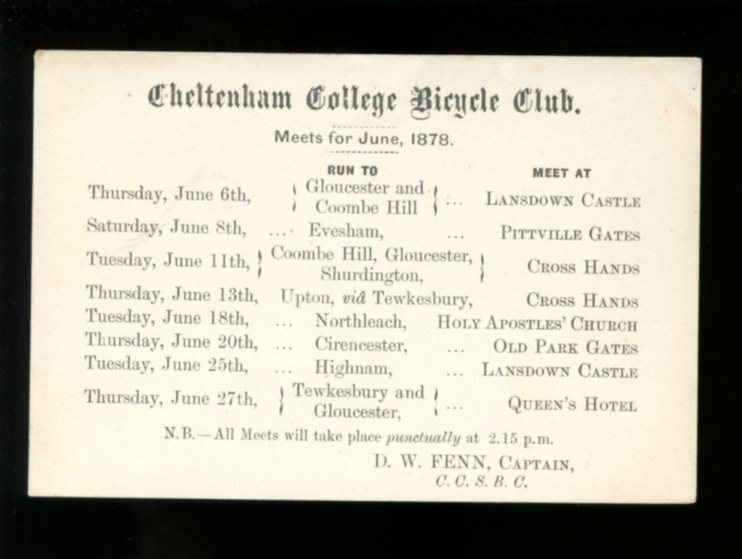 Cheltenham College Bicycle Club.
Meets for June, 1878.
RUN TO MEET AT
Thursday, June 6th, { Gloucester and Coombe Hill } ... LANSDOWN CASTLE
Saturday, June 8th, ... Evesham, ... PITTVILLE GATES
Tuesday, June 11th, { Coombe Hill, Gloucester, Shurdington, } CROSS HANDS
Thursday, June 13th, Upton, viâ Tewkesbury, CROSS HANDS
Tuesday, June 18th, ... Northleach, HOLY APOSTLES' CHURCH
Thursday, June 20th, ... Cirencester, ... OLD PARK GATES
Tuesday, June 25th, ... Highnam, ... LANSDOWN CASTLE
Thursday, June 27th, { Tewkesbury and Gloucester, } ... QUEEN'S HOTEL
N.B.—All Meets will take place punctually at 2.15 p.m.
D. W. FENN, CAPTAIN,
C. C. S. B. C.